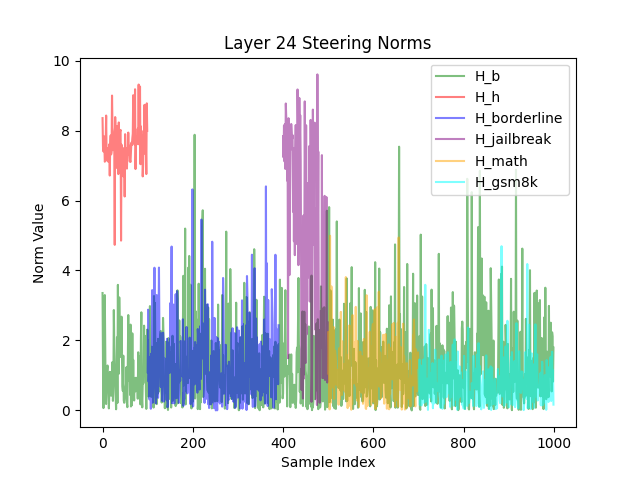 Layer 24 Steering Norms
10
8
6
4
2
0
Norm Value
H_b
H_h
H_borderline
H_jailbreak
H_math
H_gsm8k
0
200
400
600
800
1000
Sample Index